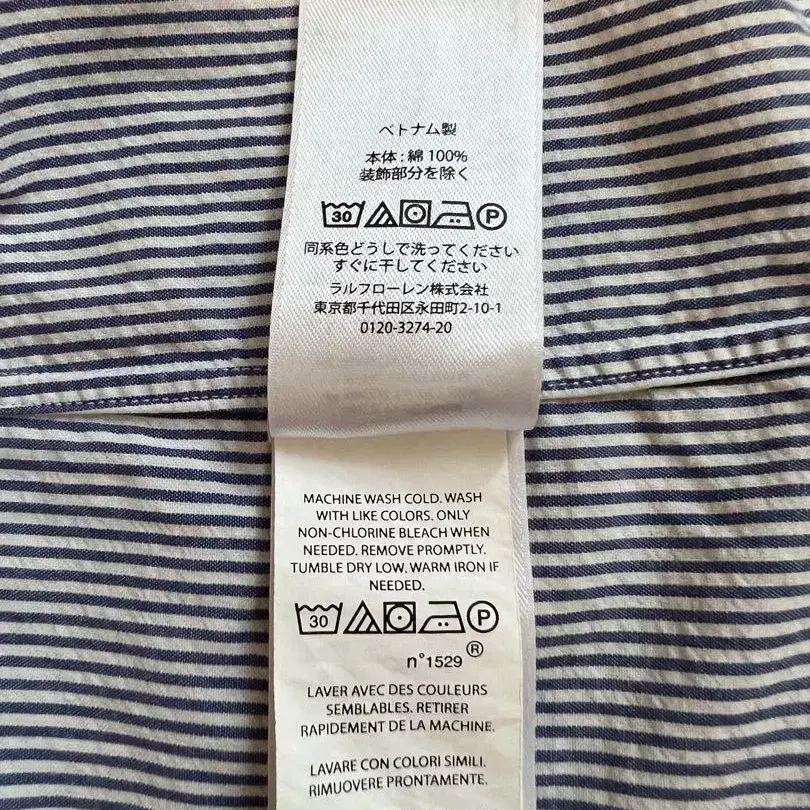 ベトナム製
本体:綿100%
装飾部分を除く
30 P
同系色どうしで洗ってください
すぐに干してください
ラルフローレン株式会社
東京都千代田区永田町2-10-1
0120-3274-20
MACHINE WASH COLD. WASH
WITH LIKE COLORS. ONLY
NON-CHLORINE BLEACH WHEN
NEEDED. REMOVE PROMPTLY.
TUMBLE DRY LOW. WARM IRON IF
NEEDED.
30 P
n°1529 ®
LAVER AVEC DES COULEURS
SEMBLABLES. RETIRER
RAPIDEMENT DE LA MACHINE.
LAVARE CON COLORI SIMILI.
RIMUOVERE PRONTAMENTE.